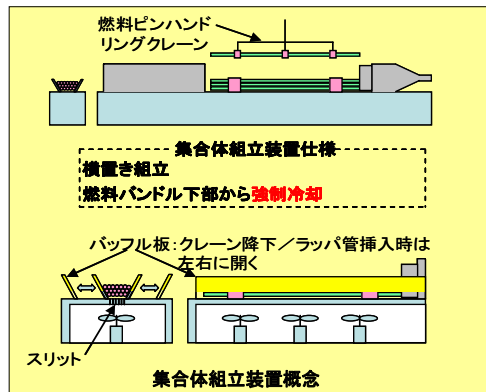 燃料ピンハンド
リングクレーン
集合体組立装置仕様
横置き組立
燃料バンドル下部から強制冷却
バッフル板:クレーン降下/ラッパ管挿入時は
左右に開く
スリット
集合体組立装置概念